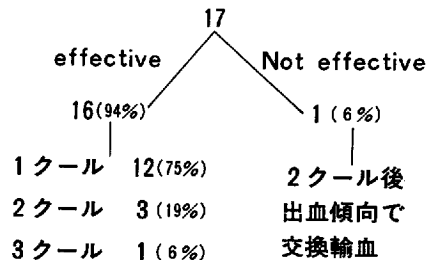 17
effective Not effective
16(94%) 1(6%)
1クール 12(75%) 2クール後
2クール 3(19%) 出血傾向で
3クール 1(6%) 交換輸血